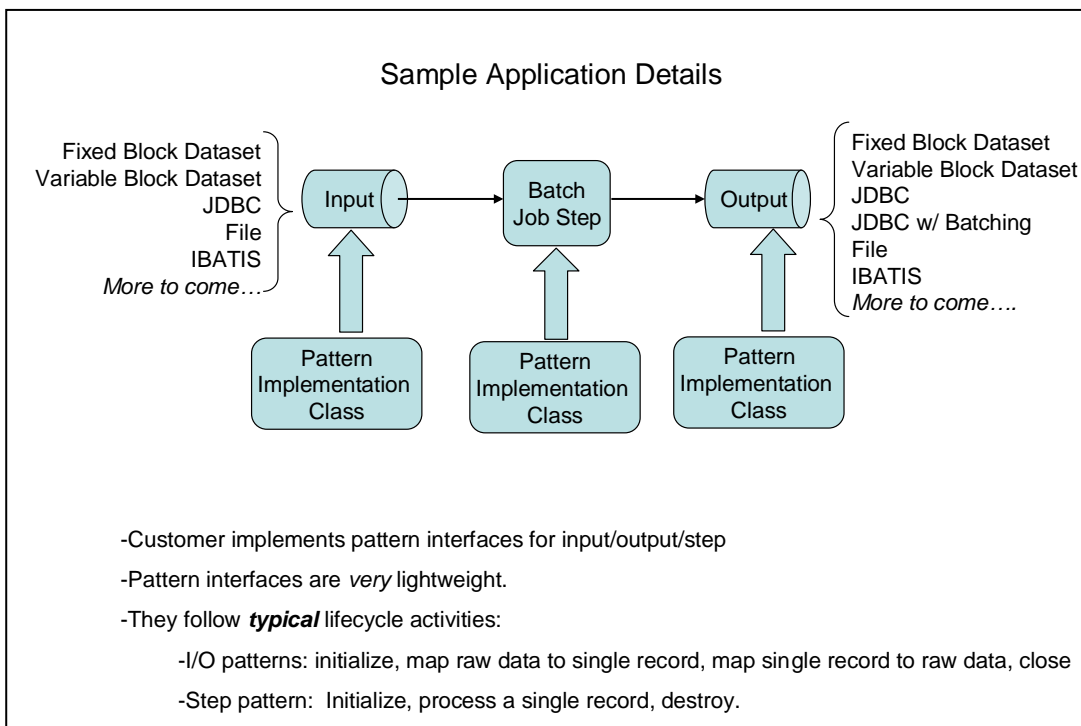 Sample Application Details
Fixed Block Dataset
Variable Block Dataset
JDBC
File
IBATIS
More to come…
Input
Batch
Job Step
Output
Fixed Block Dataset
Variable Block Dataset
JDBC
JDBC w/ Batching
File
IBATIS
More to come….
Pattern
Implementation
Class
Pattern
Implementation
Class
Pattern
Implementation
Class
-Customer implements pattern interfaces for input/output/step
-Pattern interfaces are very lightweight.
-They follow typical lifecycle activities:
-I/O patterns: initialize, map raw data to single record, map single record to raw data, close
-Step pattern: Initialize, process a single record, destroy.